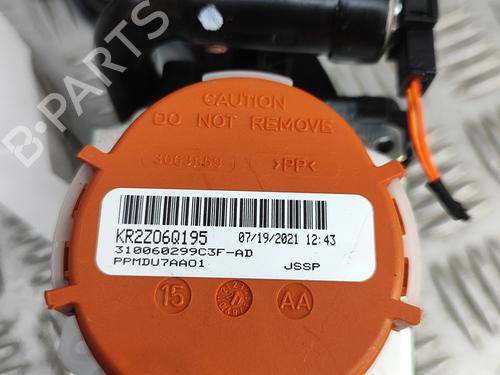 B-PARTS
CAUTION
DO NOT REMOVE
>PP<
KR2Z06Q195 07/19/2021 12:43
310060299C3F-AD
PPMDU7AA01 JSSP
15 AA